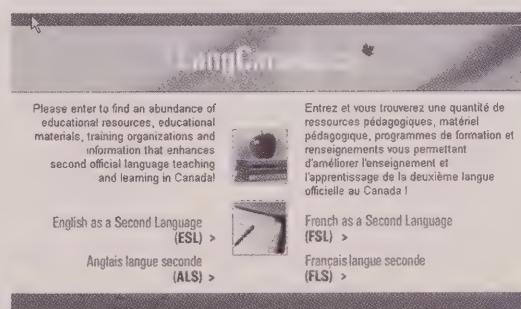 Please enter to find an abundance of
educational resources, educational
materials, training organizations and
information that enhances
second official language teaching
and learning in Canada!
English as a Second Language
(ESL) >
Anglais langue seconde
(ALS) >
Entrez et vous trouverez une quantité de
ressources pédagogiques, matériel
pédagogique, programmes de formation et
renseignements vous permettant
d'améliorer l'enseignement et
l'apprentissage de la deuxième langue
officielle au Canada !
French as a Second Language
(FSL) >
Français langue seconde
(FLS) >